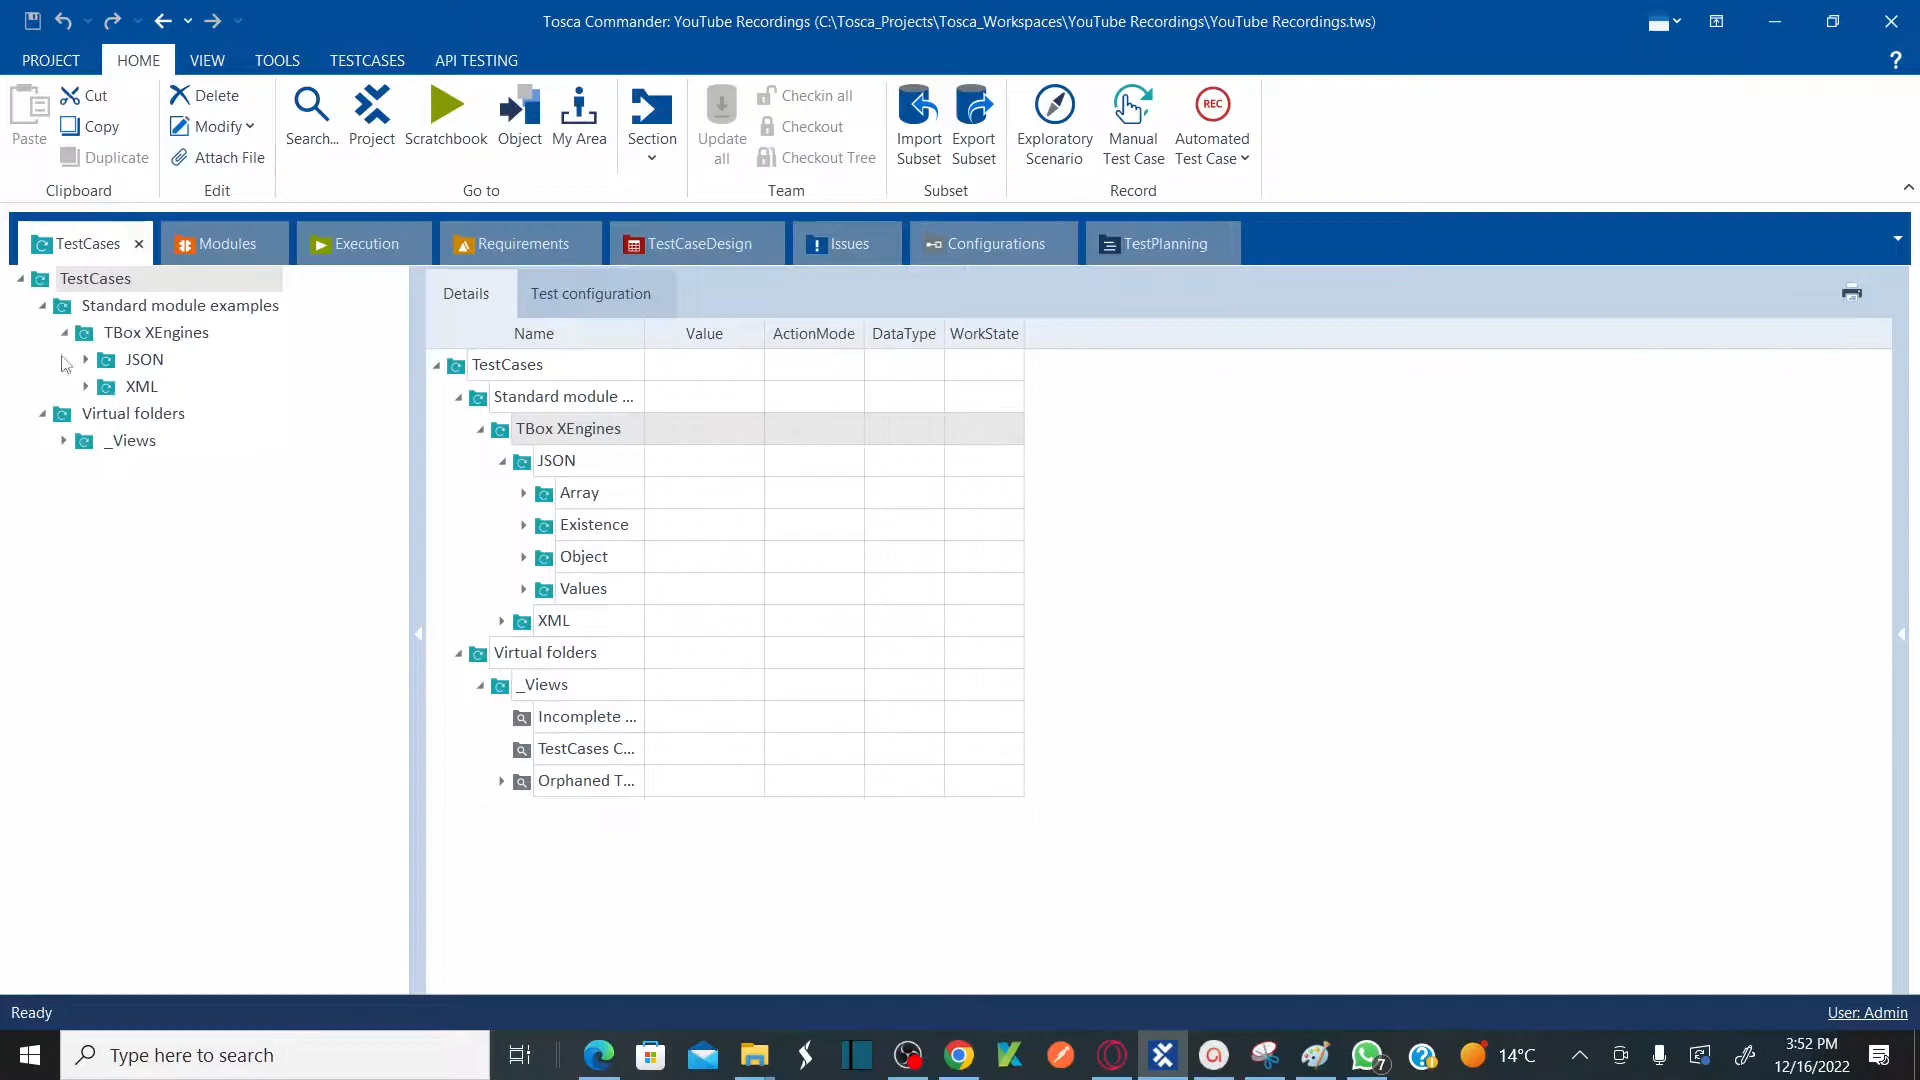 Tosca Commander: YouTube Recordings (C:\Tosca_Projects\Tosca_Workspaces\YouTube Recordings\YouTube Recordings.tws)
PROJECT HOME VIEW TOOLS TESTCASES API TESTING ?
Paste
Cut
Copy
Duplicate
Clipboard
Delete
Modify
Attach File
Edit
Search... Project Scratchbook Object My Area
Go to
Section
Update all
Checkin all
Checkout
Checkout Tree
Team
Import Subset
Export Subset
Subset
Exploratory Scenario
Manual Test Case
REC
Automated Test Case
Record
TestCases × Modules Execution Requirements TestCaseDesign Issues Configurations TestPlanning
TestCases
Standard module examples
TBox XEngines
JSON
XML
Virtual folders
_Views
Details Test configuration
Name Value ActionMode DataType WorkState
TestCases
Standard module ...
TBox XEngines
JSON
Array
Existence
Object
Values
XML
Virtual folders
_Views
Incomplete ...
TestCases C...
Orphaned T...
Ready User: Admin
Type here to search
7
14°C
3:52 PM
12/16/2022